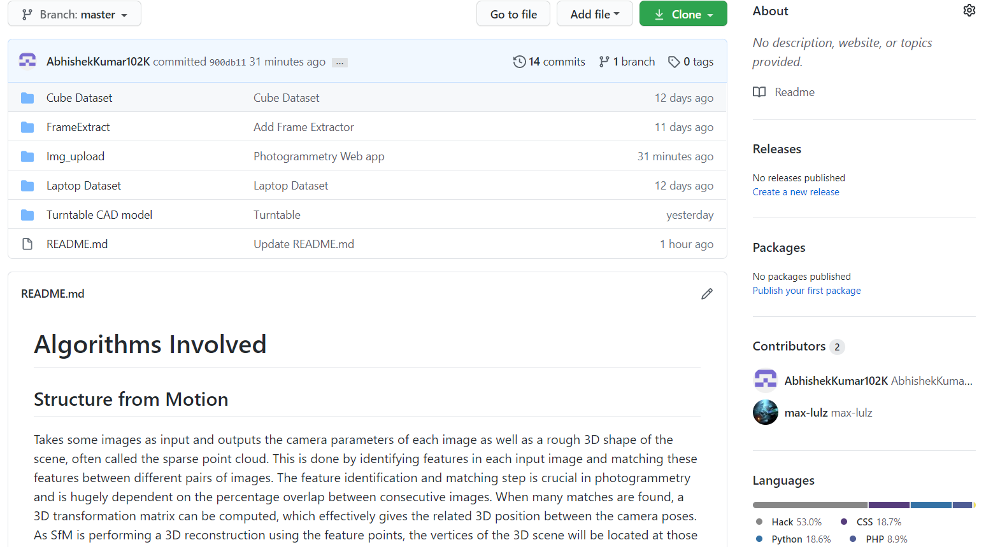 Branch: master
Go to file
Add file
Clone
AbhishekKumar102K committed 900db11 31 minutes ago ...
14 commits
1 branch
0 tags
Cube Dataset Cube Dataset 12 days ago
FrameExtract Add Frame Extractor 11 days ago
Img_upload Photogrammetry Web app 31 minutes ago
Laptop Dataset Laptop Dataset 12 days ago
Turntable CAD model Turntable yesterday
README.md Update README.md 1 hour ago
README.md
Algorithms Involved
Structure from Motion
Takes some images as input and outputs the camera parameters of each image as well as a rough 3D shape of the
scene, often called the sparse point cloud. This is done by identifying features in each input image and matching these
features between different pairs of images. The feature identification and matching step is crucial in photogrammetry
and is hugely dependent on the percentage overlap between consecutive images. When many matches are found, a
3D transformation matrix can be computed, which effectively gives the related 3D position between the camera poses.
As SfM is performing a 3D reconstruction using the feature points, the vertices of the 3D scene will be located at those
About
No description, website, or topics
provided.
Readme
Releases
No releases published
Create a new release
Packages
No packages published
Publish your first package
Contributors 2
AbhishekKumar102K AbhishekKuma...
max-lulz max-lulz
Languages
Hack 53.0% CSS 18.7%
Python 18.6% PHP 8.9%